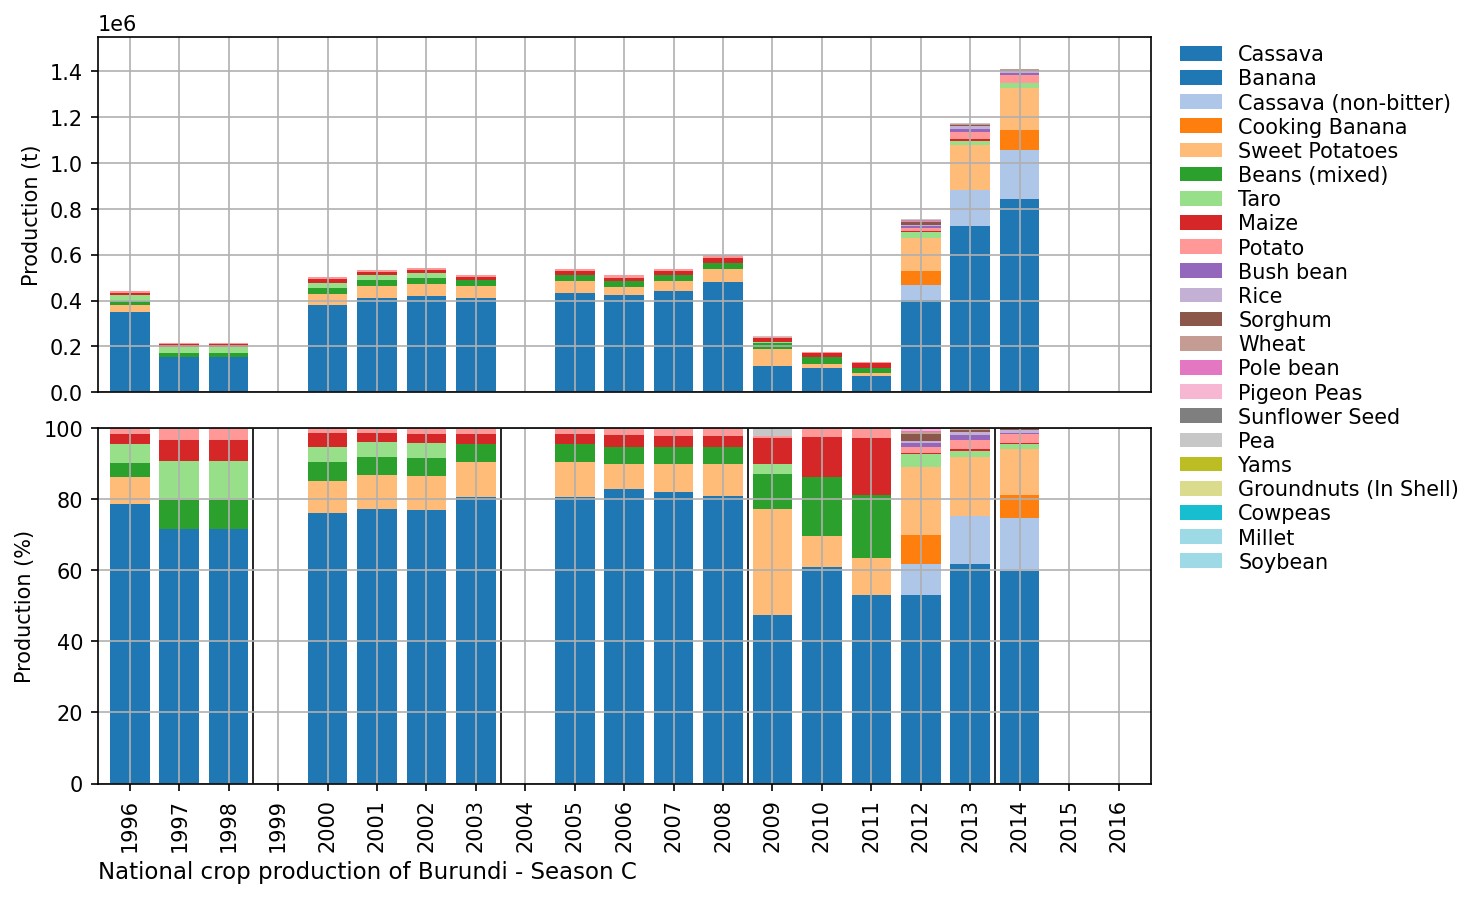 1e6
Production (t)
1.4
1.2
1.0
0.8
0.6
0.4
0.2
0.0
Production (%)
100
80
60
40
20
0
1996
1997
1998
1999
2000
2001
2002
2003
2004
2005
2006
2007
2008
2009
2010
2011
2012
2013
2014
2015
2016
National crop production of Burundi - Season C
Cassava
Banana
Cassava (non-bitter)
Cooking Banana
Sweet Potatoes
Beans (mixed)
Taro
Maize
Potato
Bush bean
Rice
Sorghum
Wheat
Pole bean
Pigeon Peas
Sunflower Seed
Pea
Yams
Groundnuts (In Shell)
Cowpeas
Millet
Soybean